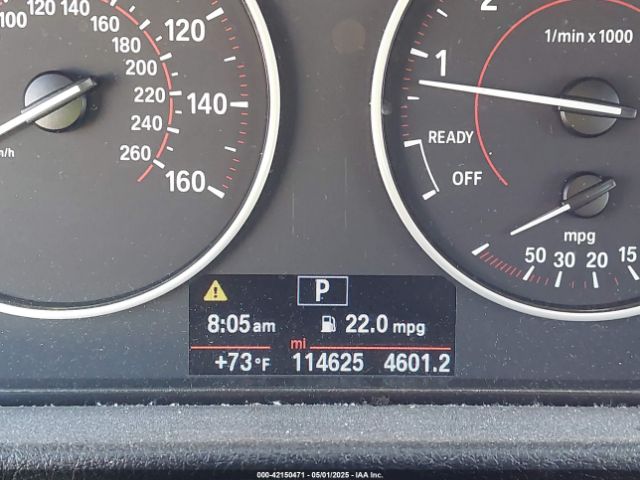 100 120 140 160 180 200 220 240 260
120
140
160
2
1
1/min x 1000
READY
OFF
mpg
50 30 20 15
P
8:05 am 22.0 mpg
mi
+73 °F 114625 4601.2
000-42150471 - 05/01/2025 - IAA Inc.